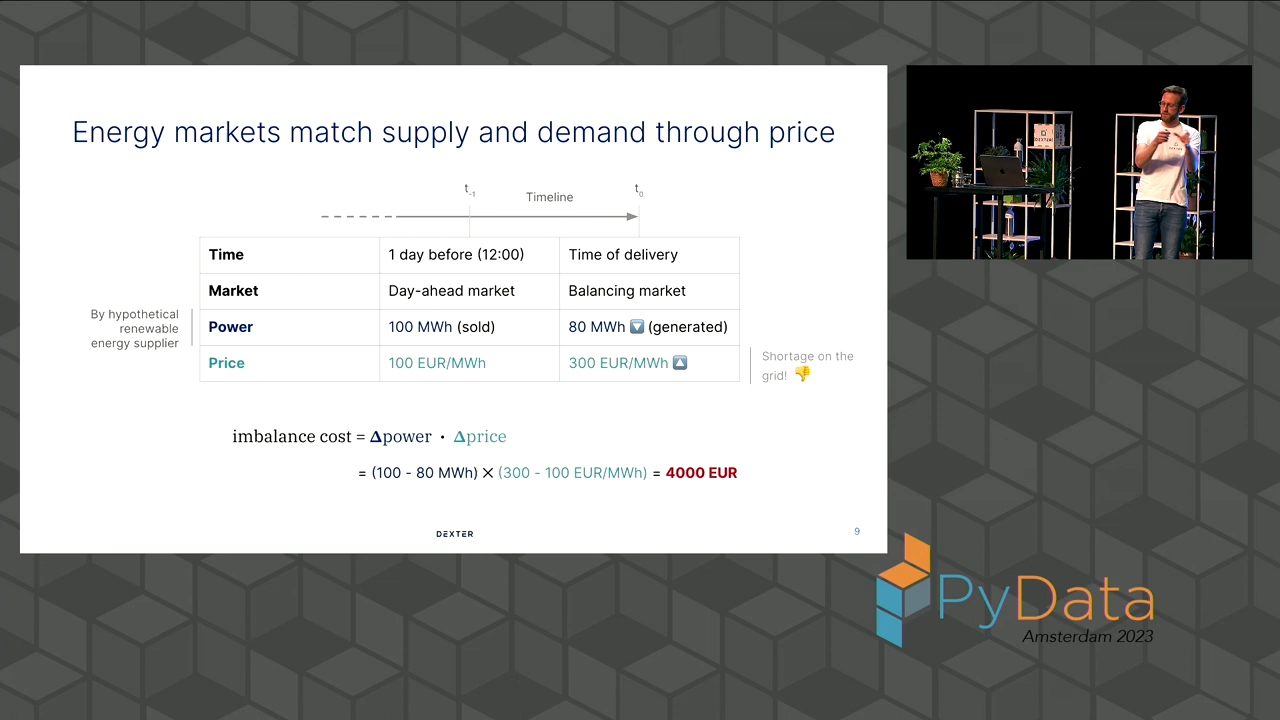 Energy markets match supply and demand through price
t-1 Timeline t0
Time 1 day before (12:00) Time of delivery
Market Day-ahead market Balancing market
By hypothetical
renewable
energy supplier
Power 100 MWh (sold) 80 MWh 🔽 (generated)
Price 100 EUR/MWh 300 EUR/MWh 🔼
Shortage on the
grid! 👎
imbalance cost = Δpower · Δprice
= (100 - 80 MWh) × (300 - 100 EUR/MWh) = 4000 EUR
DEXTER
9
PyData
Amsterdam 2023